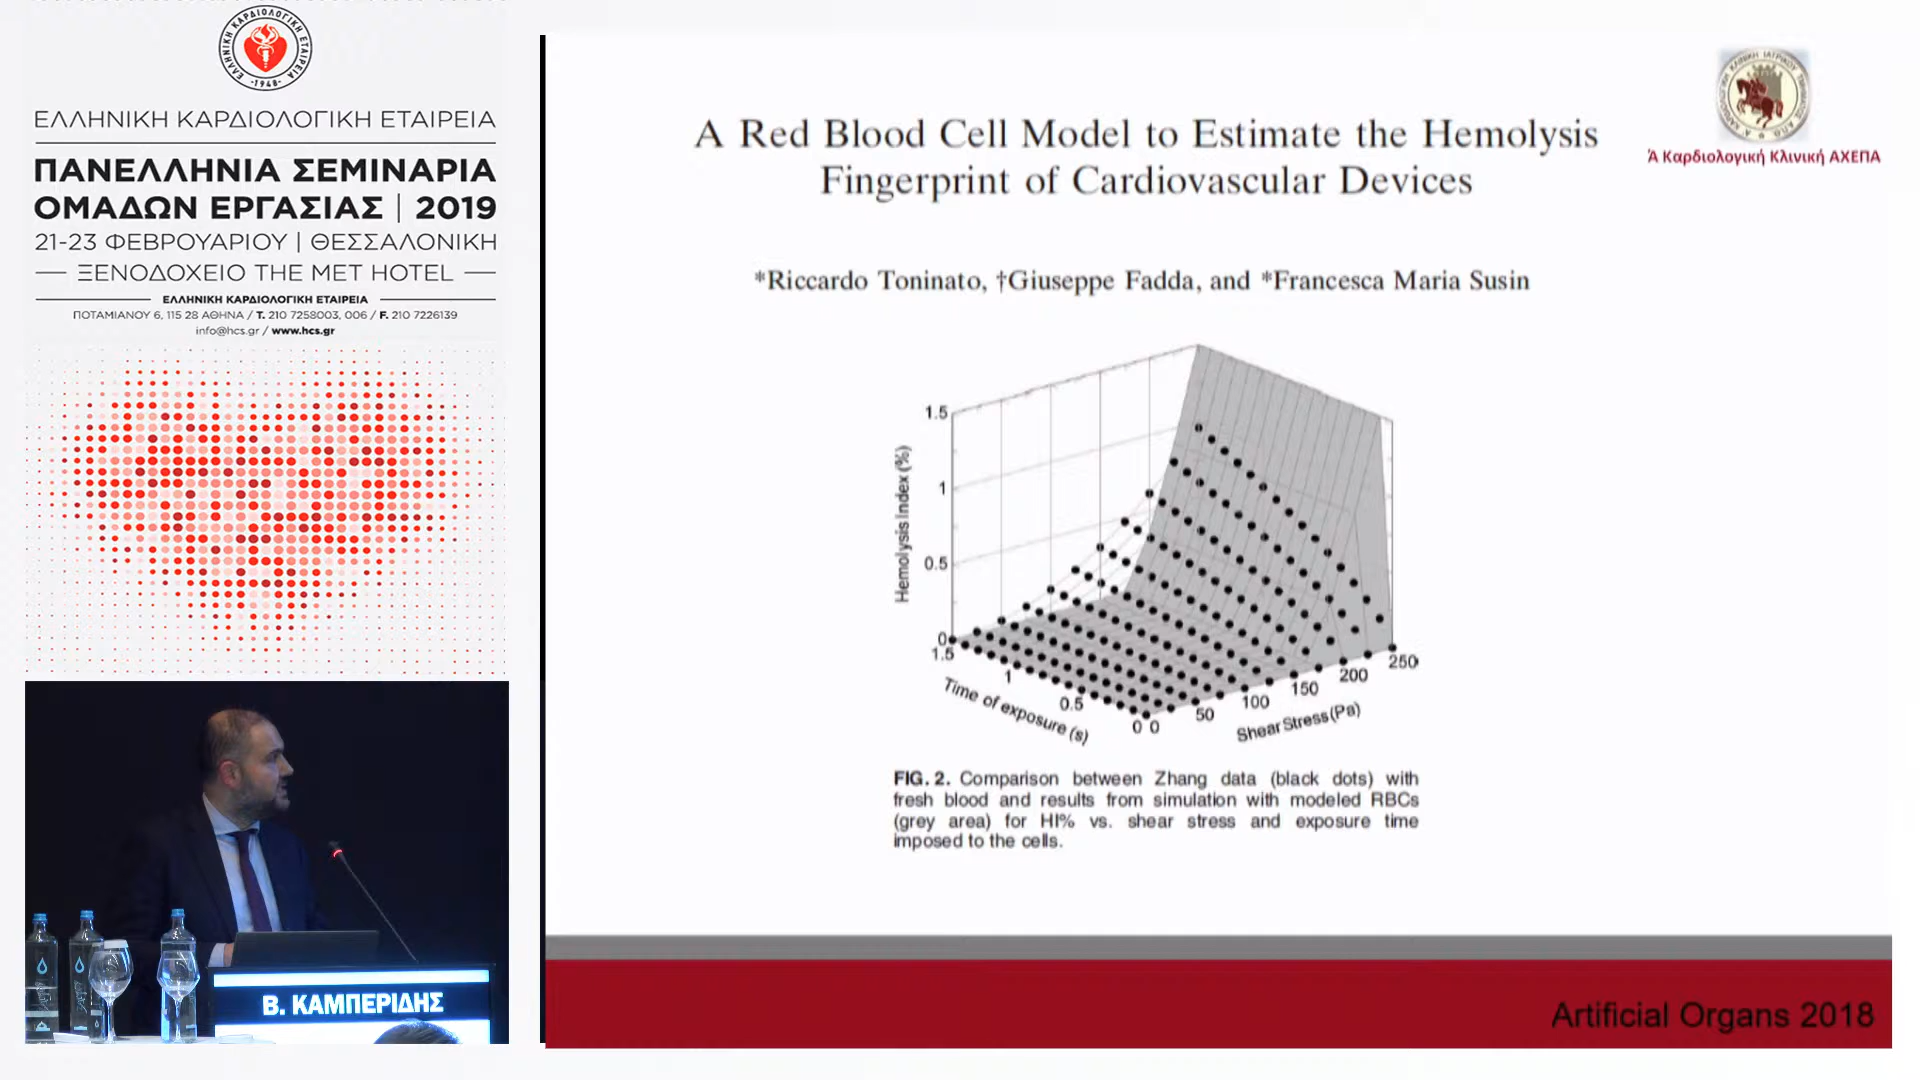 ΕΛΛΗΝΙΚΗ ΚΑΡΔΙΟΛΟΓΙΚΗ ΕΤΑΙΡΕΙΑ
·1948·
ΕΛΛΗΝΙΚΗ ΚΑΡΔΙΟΛΟΓΙΚΗ ΕΤΑΙΡΕΙΑ
ΠΑΝΕΛΛΗΝΙΑ ΣΕΜΙΝΑΡΙΑ
ΟΜΑΔΩΝ ΕΡΓΑΣΙΑΣ | 2019
21-23 ΦΕΒΡΟΥΑΡΙΟΥ | ΘΕΣΣΑΛΟΝΙΚΗ
ΞΕΝΟΔΟΧΕΙΟ THE MET HOTEL
ΕΛΛΗΝΙΚΗ ΚΑΡΔΙΟΛΟΓΙΚΗ ΕΤΑΙΡΕΙΑ
ΠΟΤΑΜΙΑΝΟΥ 6, 115 28 ΑΘΗΝΑ / Τ. 210 7258003, 006 / F. 210 7226139
info@hcs.gr / www.hcs.gr
Β. ΚΑΜΠΕΡΙΔΗΣ
Ά Καρδιολογική Κλινική ΑΧΕΠΑ
A Red Blood Cell Model to Estimate the Hemolysis
Fingerprint of Cardiovascular Devices
*Riccardo Toninato, †Giuseppe Fadda, and *Francesca Maria Susin
1.5
1
0.5
0
Hemolysis Index (%)
1.5
1
0.5
0
Time of exposure (s)
0
50
100
150
200
250
Shear Stress (Pa)
FIG. 2. Comparison between Zhang data (black dots) with
fresh blood and results from simulation with modeled RBCs
(grey area) for HI% vs. shear stress and exposure time
imposed to the cells.
Artificial Organs 2018